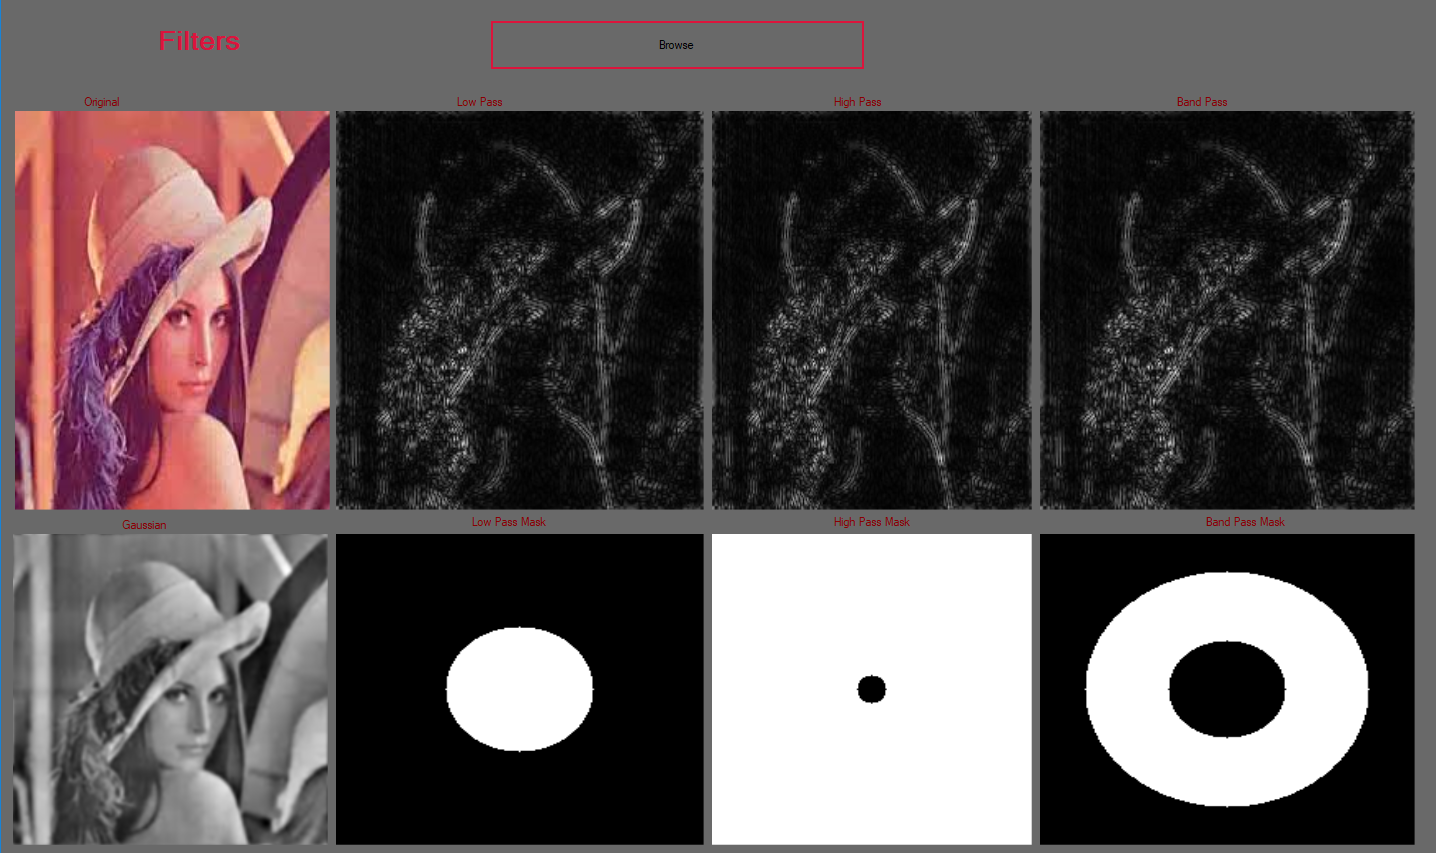 Filters
Browse
Original
Low Pass
High Pass
Band Pass
Gaussian
Low Pass Mask
High Pass Mask
Band Pass Mask